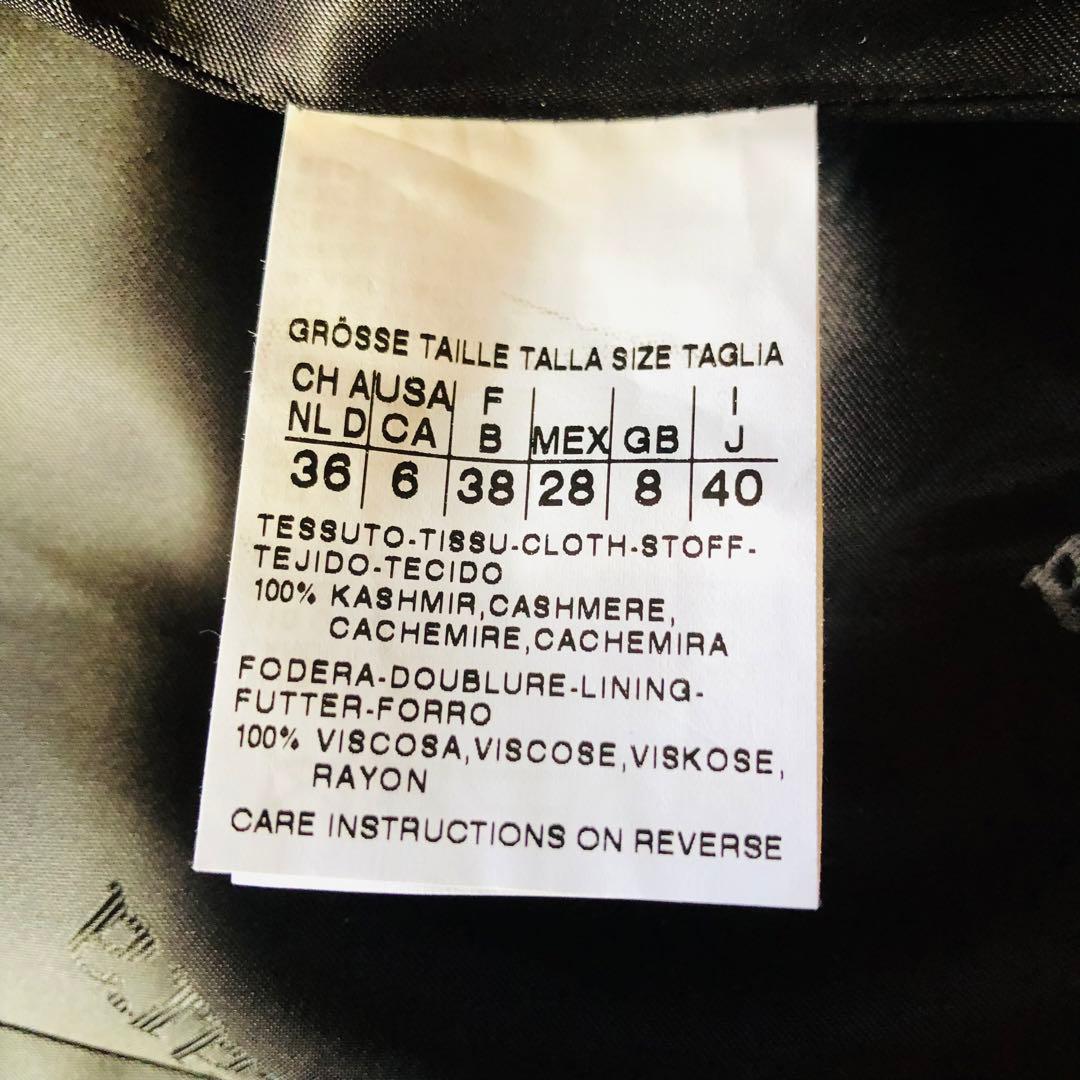 GRÖSSE TAILLE TALLA SIZE TAGLIA
CH A USA F I
NL D CA B MEX GB J
36 6 38 28 8 40
TESSUTO-TISSU-CLOTH-STOFF-
TEJIDO-TECIDO
100% KASHMIR,CASHMERE,
CACHEMIRE,CACHEMIRA
FODERA-DOUBLURE-LINING-
FUTTER-FORRO
100% VISCOSA,VISCOSE,VISKOSE,
RAYON
CARE INSTRUCTIONS ON REVERSE